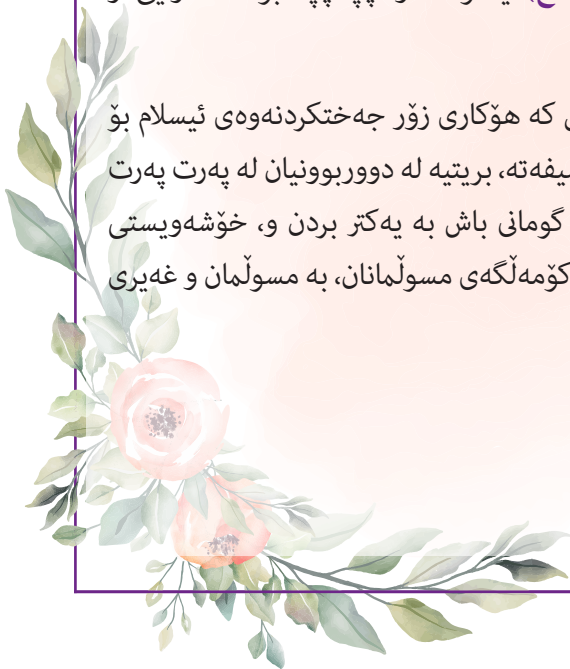 که هۆکاری زۆر جەختکردنەوەی ئیسلام بۆ
بریتیە لە دووربوونیان لە پەرت پەرت
گومانی باش بە یەکتر بردن و، خۆشەویستی
کۆمەڵگەی مسوڵمانان، بە مسوڵمان و غەیری